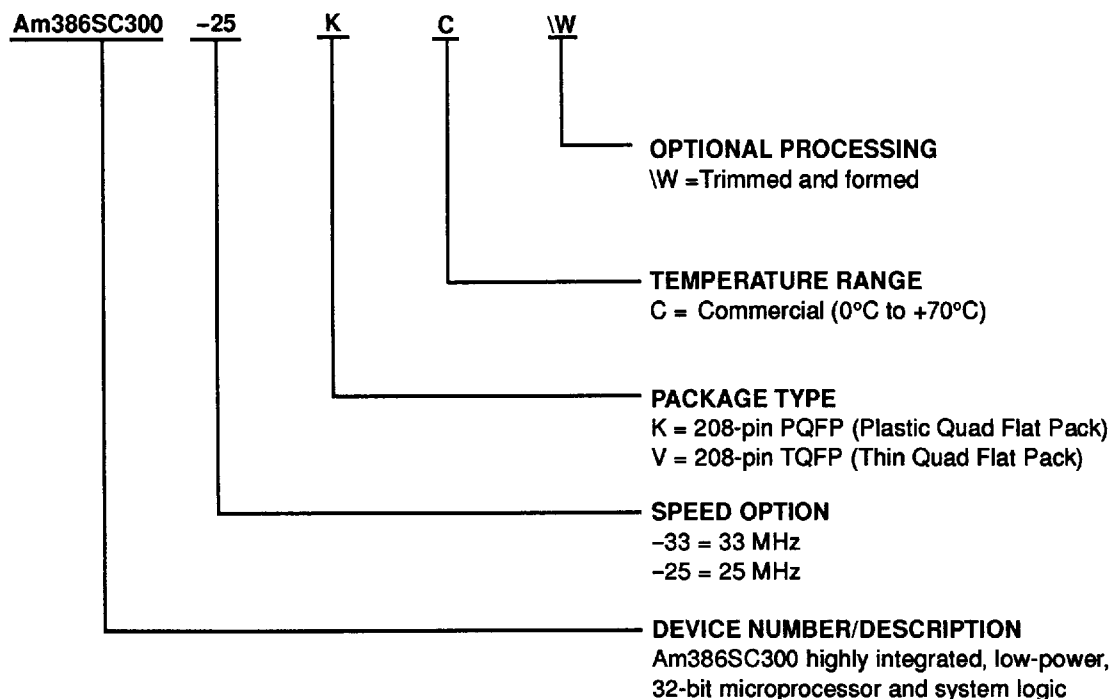 Am386SC300 –25 K C \W
OPTIONAL PROCESSING
\W =Trimmed and formed
TEMPERATURE RANGE
C = Commercial (0°C to +70°C)
PACKAGE TYPE
K = 208-pin PQFP (Plastic Quad Flat Pack)
V = 208-pin TQFP (Thin Quad Flat Pack)
SPEED OPTION
–33 = 33 MHz
–25 = 25 MHz
DEVICE NUMBER/DESCRIPTION
Am386SC300 highly integrated, low-power,
32-bit microprocessor and system logic